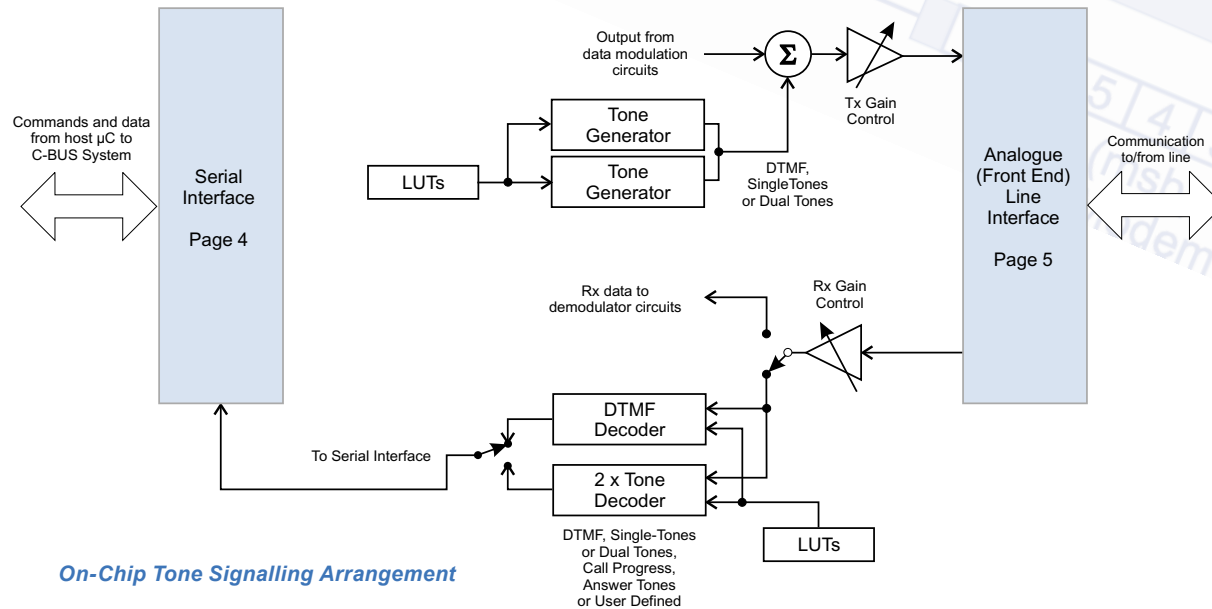 Commands and data
from host µC to
C-BUS System
Serial
Interface
Page 4
Output from
data modulation
circuits
Σ
Tx Gain
Control
Tone
Generator
Tone
Generator
LUTs
DTMF,
SingleTones
or Dual Tones
Analogue
(Front End)
Line
Interface
Page 5
Communication
to/from line
5 4
(msb
modem
Rx data to
demodulator circuits
Rx Gain
Control
DTMF
Decoder
To Serial Interface
2 x Tone
Decoder
LUTs
DTMF, Single-Tones
or Dual Tones,
Call Progress,
Answer Tones
or User Defined
On-Chip Tone Signalling Arrangement